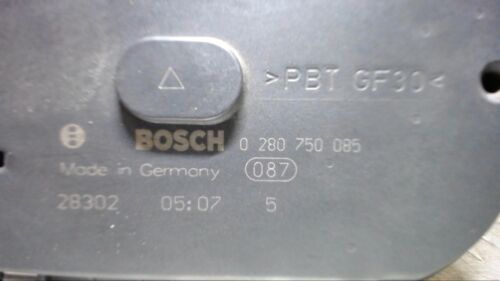 >PBT GF30<
BOSCH 0 280 750 085
Made in Germany 087
28302 05:07 5